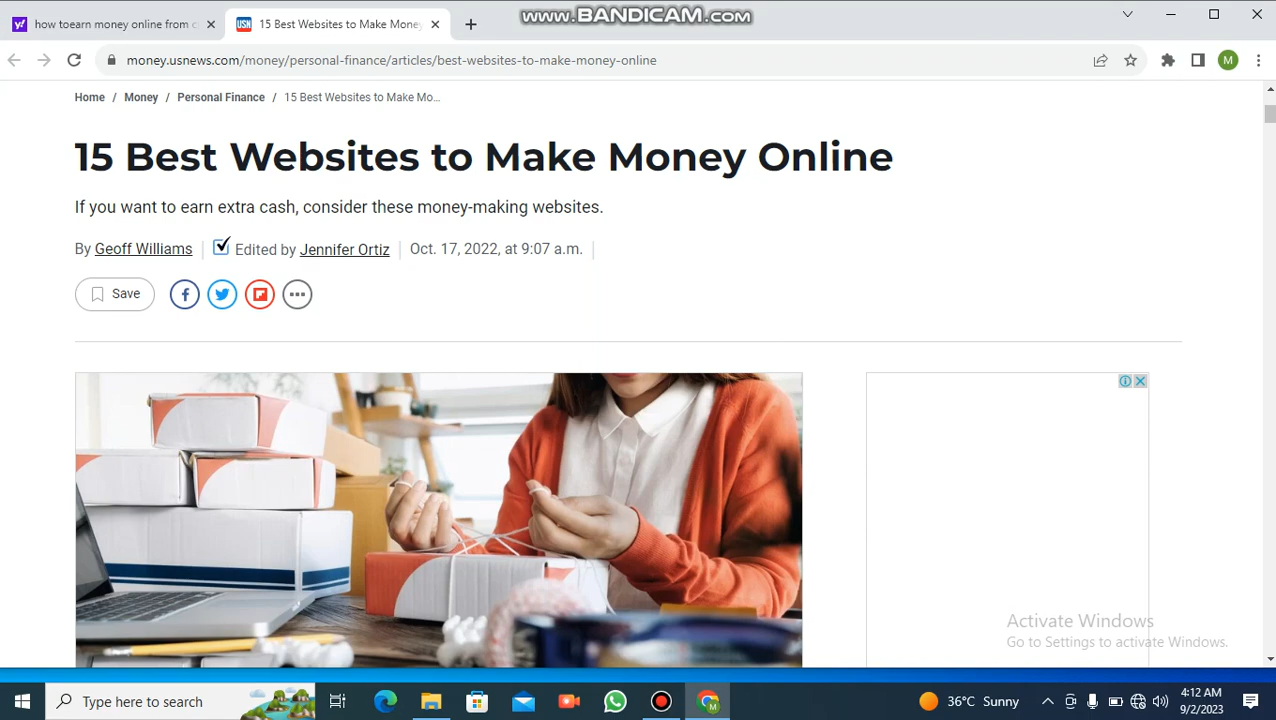 how toearn money online from c
USN 15 Best Websites to Make Money
www.BANDICAM.com
money.usnews.com/money/personal-finance/articles/best-websites-to-make-money-online
M
Home / Money / Personal Finance / 15 Best Websites to Make Mo...
15 Best Websites to Make Money Online
If you want to earn extra cash, consider these money-making websites.
By Geoff Williams | Edited by Jennifer Ortiz | Oct. 17, 2022, at 9:07 a.m. |
Save
Activate Windows
Go to Settings to activate Windows.
Type here to search
36°C Sunny
4:12 AM
9/2/2023